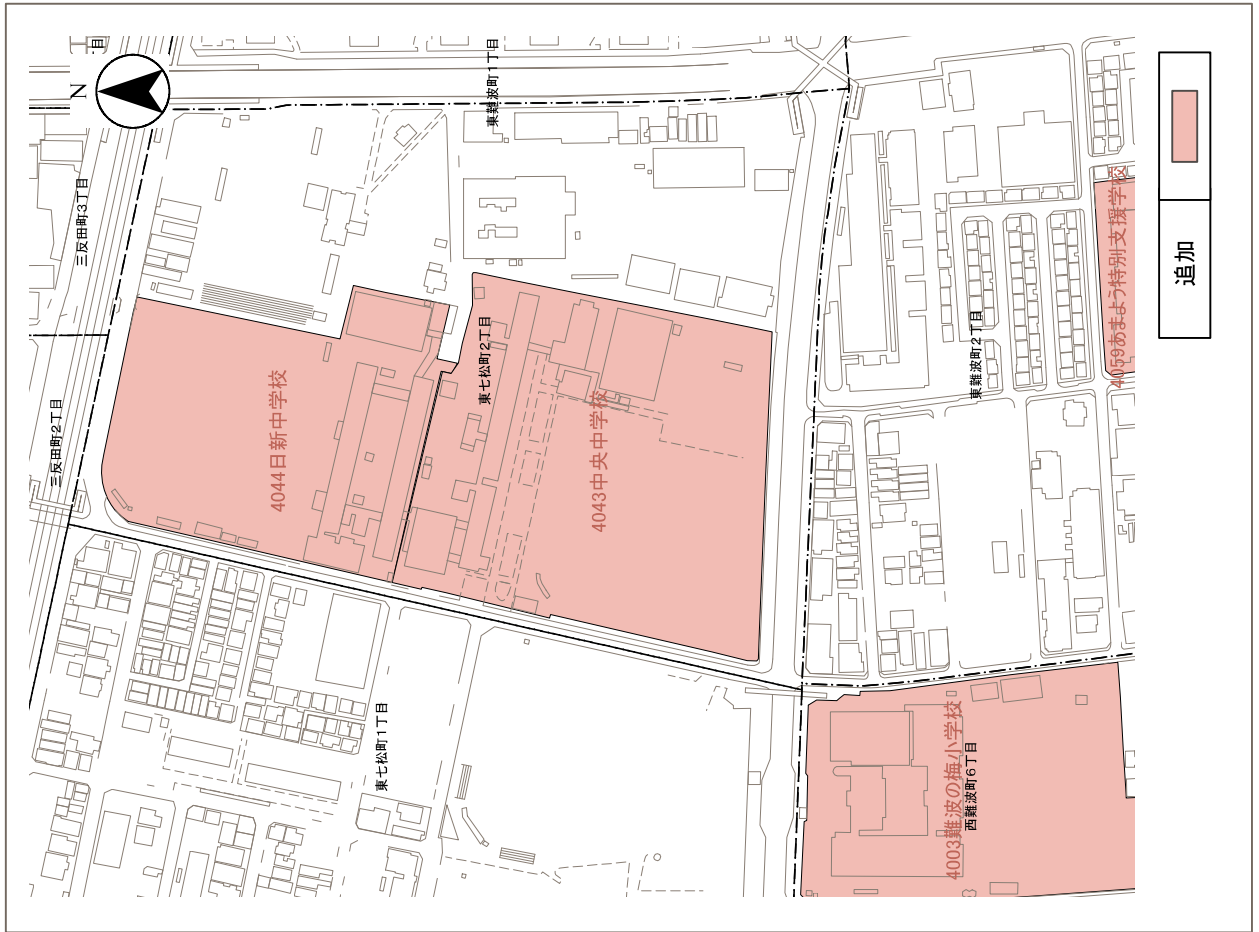 N
目
三反田町3丁目
三反田町2丁目
東難波町1丁目
4044日新中学校
東七松町2丁目
4043中央中学校
東七松町1丁目
東難波町2丁目
4059あまよう特別支援学校
4003難波の梅小学校
西難波町6丁目
追加